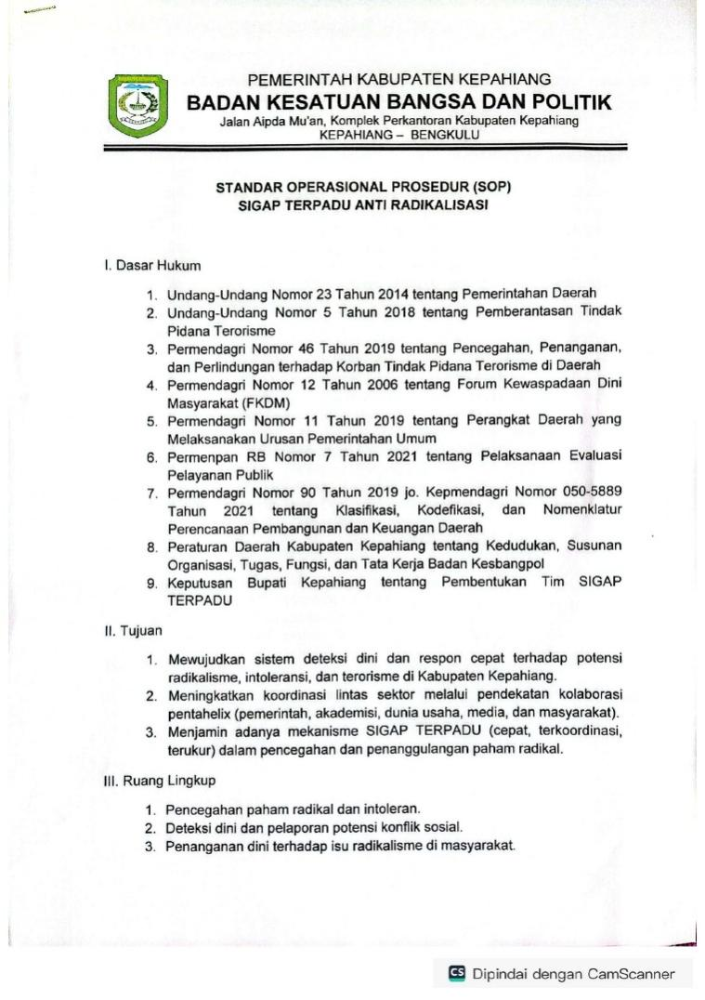 PEMERINTAH KABUPATEN KEPAHIANG
BADAN KESATUAN BANGSA DAN POLITIK
Jalan Aipda Mu'an, Komplek Perkantoran Kabupaten Kepahiang
KEPAHIANG – BENGKULU
STANDAR OPERASIONAL PROSEDUR (SOP)
SIGAP TERPADU ANTI RADIKALISASI
I. Dasar Hukum
1. Undang-Undang Nomor 23 Tahun 2014 tentang Pemerintahan Daerah
2. Undang-Undang Nomor 5 Tahun 2018 tentang Pemberantasan Tindak
Pidana Terorisme
3. Permendagri Nomor 46 Tahun 2019 tentang Pencegahan, Penanganan,
dan Perlindungan terhadap Korban Tindak Pidana Terorisme di Daerah
4. Permendagri Nomor 12 Tahun 2006 tentang Forum Kewaspadaan Dini
Masyarakat (FKDM)
5. Permendagri Nomor 11 Tahun 2019 tentang Perangkat Daerah yang
Melaksanakan Urusan Pemerintahan Umum
6. Permenpan RB Nomor 7 Tahun 2021 tentang Pelaksanaan Evaluasi
Pelayanan Publik
7. Permendagri Nomor 90 Tahun 2019 jo. Kepmendagri Nomor 050-5889
Tahun 2021 tentang Klasifikasi, Kodefikasi, dan Nomenklatur
Perencanaan Pembangunan dan Keuangan Daerah
8. Peraturan Daerah Kabupaten Kepahiang tentang Kedudukan, Susunan
Organisasi, Tugas, Fungsi, dan Tata Kerja Badan Kesbangpol
9. Keputusan Bupati Kepahiang tentang Pembentukan Tim SIGAP
TERPADU
II. Tujuan
1. Mewujudkan sistem deteksi dini dan respon cepat terhadap potensi
radikalisme, intoleransi, dan terorisme di Kabupaten Kepahiang.
2. Meningkatkan koordinasi lintas sektor melalui pendekatan kolaborasi
pentahelix (pemerintah, akademisi, dunia usaha, media, dan masyarakat).
3. Menjamin adanya mekanisme SIGAP TERPADU (cepat, terkoordinasi,
terukur) dalam pencegahan dan penanggulangan paham radikal.
III. Ruang Lingkup
1. Pencegahan paham radikal dan intoleran.
2. Deteksi dini dan pelaporan potensi konflik sosial.
3. Penanganan dini terhadap isu radikalisme di masyarakat.
CS Dipindai dengan CamScanner